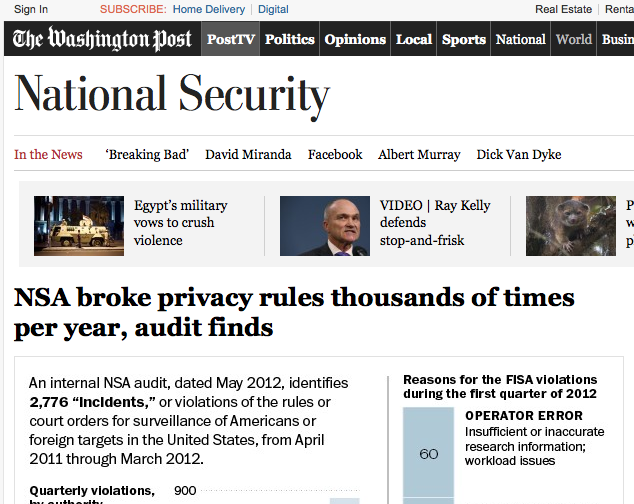 Sign In SUBSCRIBE: Home Delivery Digital Real Estate Renta
The Washington Post PostTV Politics Opinions Local Sports National World Busin
National Security
In the News 'Breaking Bad' David Miranda Facebook Albert Murray Dick Van Dyke
Egypt's military
vows to crush
violence
VIDEO | Ray Kelly
defends
stop-and-frisk
P
w
pl
NSA broke privacy rules thousands of times
per year, audit finds
An internal NSA audit, dated May 2012, identifies
2,776 “incidents,” or violations of the rules or
court orders for surveillance of Americans or
foreign targets in the United States, from April
2011 through March 2012.
Quarterly violations, 900
by authority
Reasons for the FISA violations
during the first quarter of 2012
60
OPERATOR ERROR
Insufficient or inaccurate
research information;
workload issues